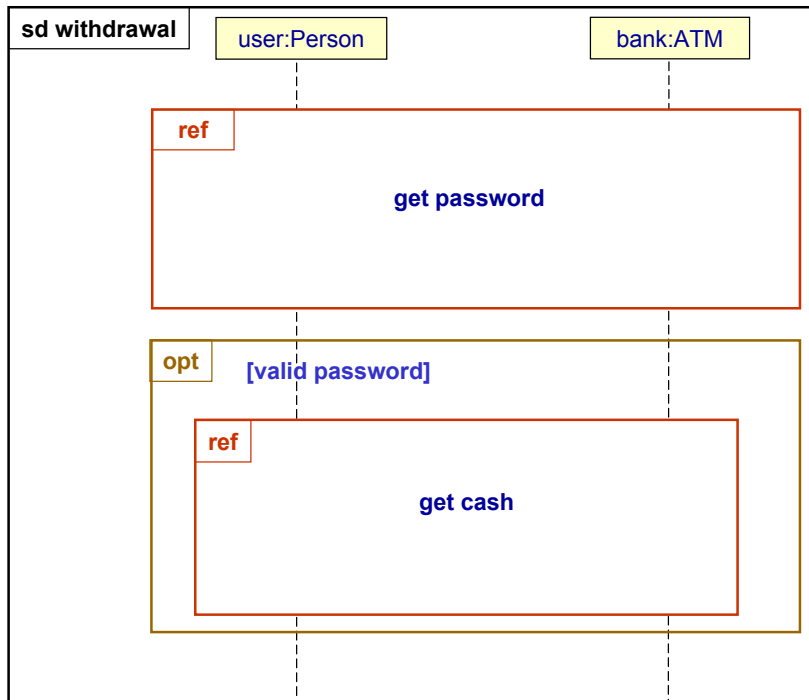 sd withdrawal
user:Person
bank:ATM
ref
get password
opt
[valid password]
ref
get cash